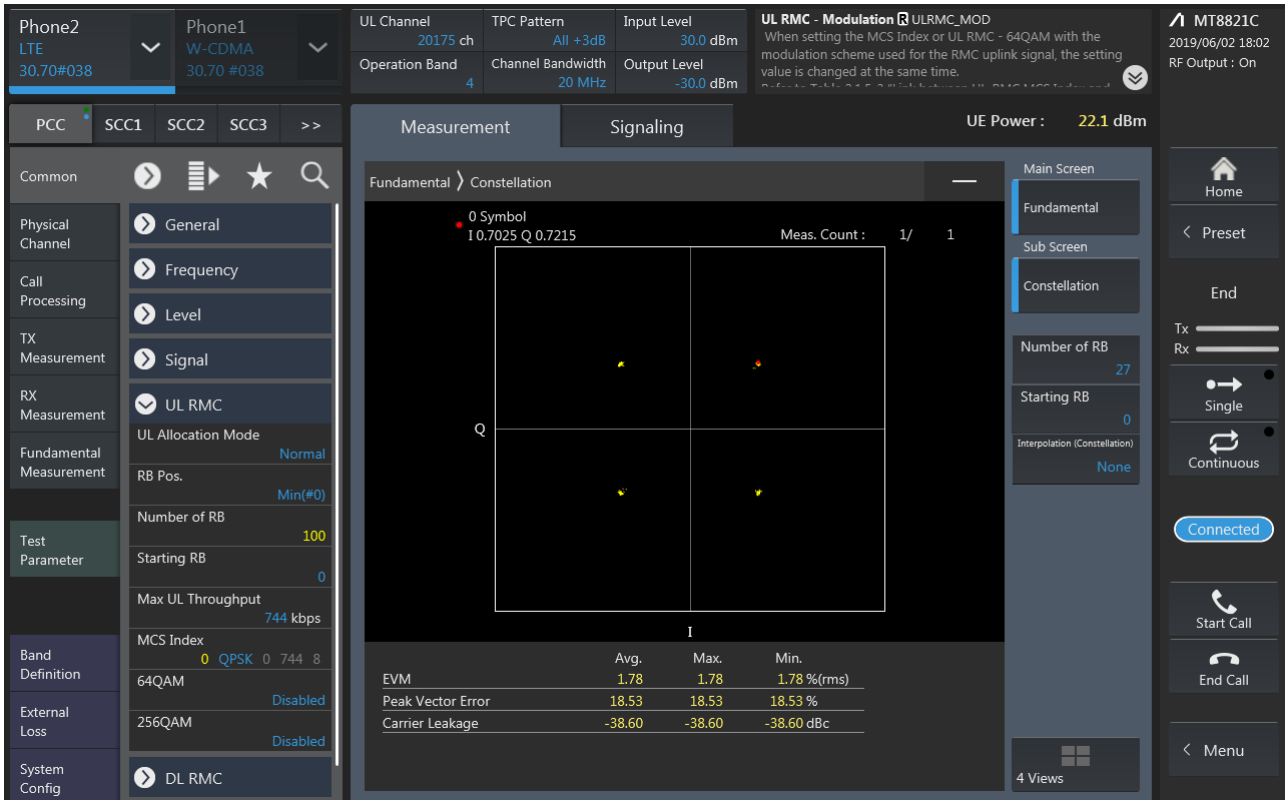 Phone2
LTE
30.70#038
Phone1
W-CDMA
30.70 #038
UL Channel
20175 ch
TPC Pattern
All +3dB
Input Level
30.0 dBm
Operation Band
4
Channel Bandwidth
20 MHz
Output Level
-30.0 dBm
UL RMC - Modulation R ULRMC_MOD
When setting the MCS Index or UL RMC - 64QAM with the
modulation scheme used for the RMC uplink signal, the setting
value is changed at the same time.
MT8821C
2019/06/02 18:02
RF Output : On
PCC
SCC1
SCC2
SCC3
>>
Measurement
Signaling
UE Power :
22.1 dBm
Common
Physical
Channel
Call
Processing
TX
Measurement
RX
Measurement
Fundamental
Measurement
Test
Parameter
Band
Definition
External
Loss
System
Config
General
Frequency
Level
Signal
UL RMC
UL Allocation Mode
Normal
RB Pos.
Min(#0)
Number of RB
100
Starting RB
0
Max UL Throughput
744 kbps
MCS Index
0 QPSK 0 744 8
64QAM
Disabled
256QAM
Disabled
DL RMC
Fundamental 〉 Constellation
0 Symbol
I 0.7025 Q 0.7215
Meas. Count : 1/ 1
Q
I
Avg. Max. Min.
EVM 1.78 1.78 1.78 %(rms)
Peak Vector Error 18.53 18.53 18.53 %
Carrier Leakage -38.60 -38.60 -38.60 dBc
Main Screen
Fundamental
Sub Screen
Constellation
Number of RB
27
Starting RB
0
Interpolation (Constellation)
None
4 Views
Home
< Preset
End
Tx
Rx
Single
Continuous
Connected
Start Call
End Call
< Menu